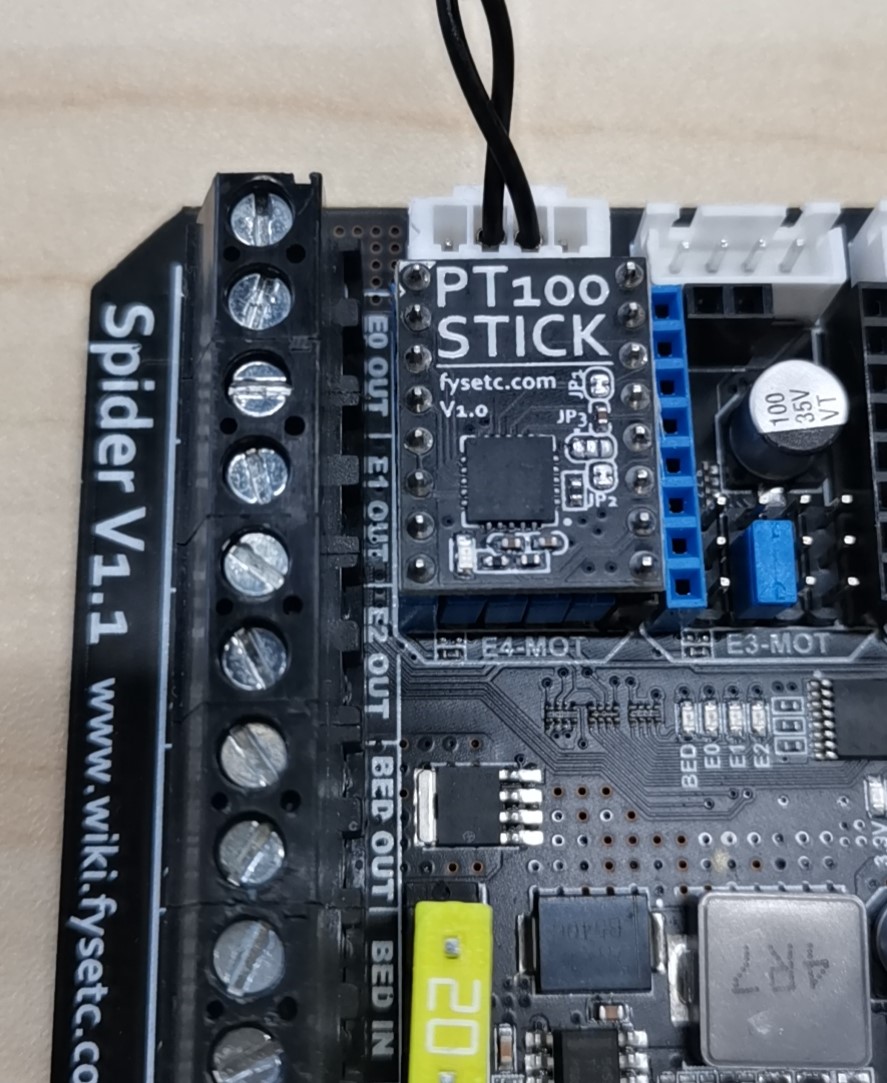 PT100
STICK
fysetc.com
V1.0
JP1
JP3
JP2
E4-MOT
E3-MOT
100
35V
VT
Spider V1.1 www.wiki.fysetc.co
E0 OUT
E1 OUT
E2 OUT
BED OUT
BED IN
BED
E0
E1
E2
3.3V
20